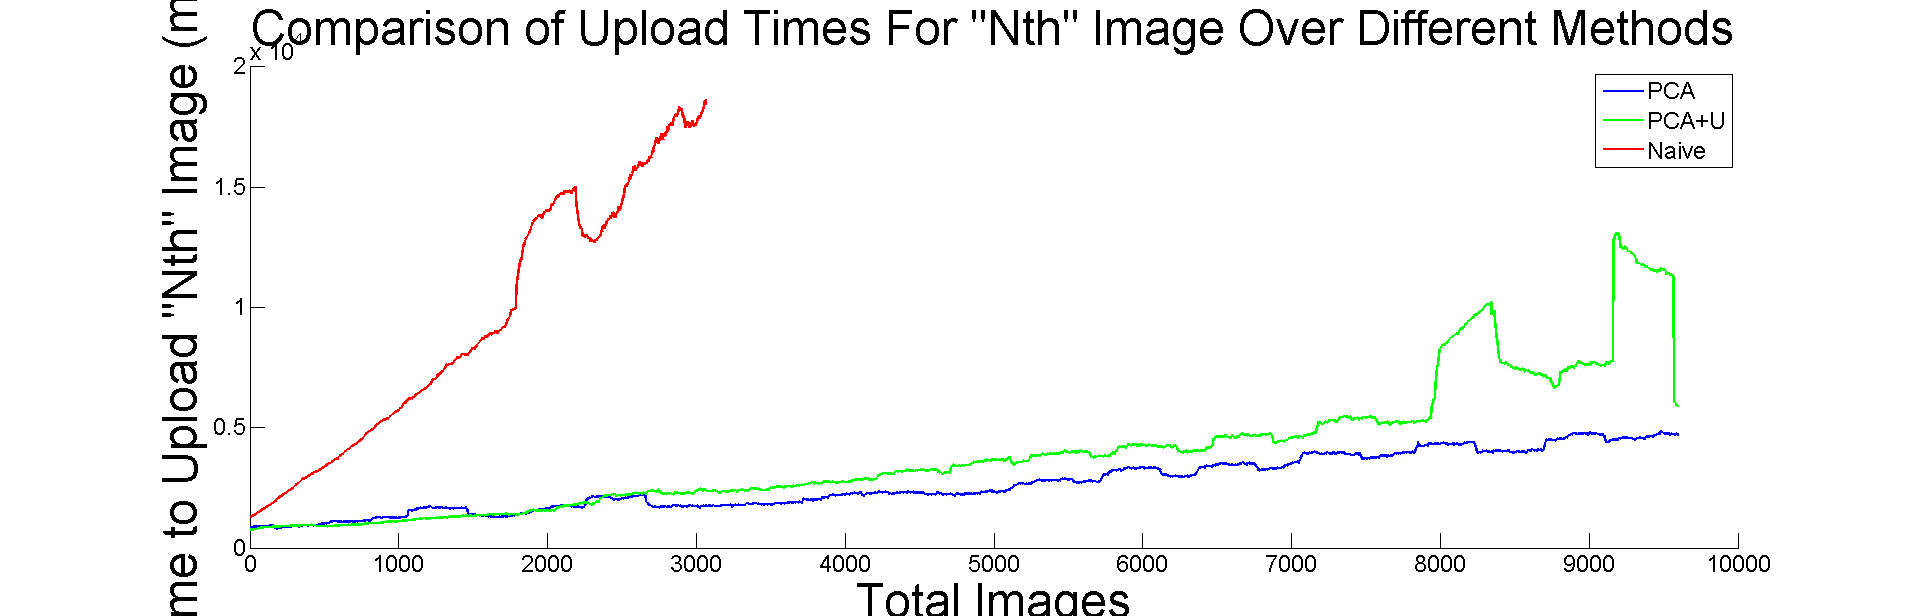 Comparison of Upload Times For "Nth" Image Over Different Methods
x 10
2
1.5
1
0.5
0
to Upload "Nth" Image
PCA
PCA+U
Naive
0 1000 2000 3000 4000 5000 6000 7000 8000 9000 10000
Total Images